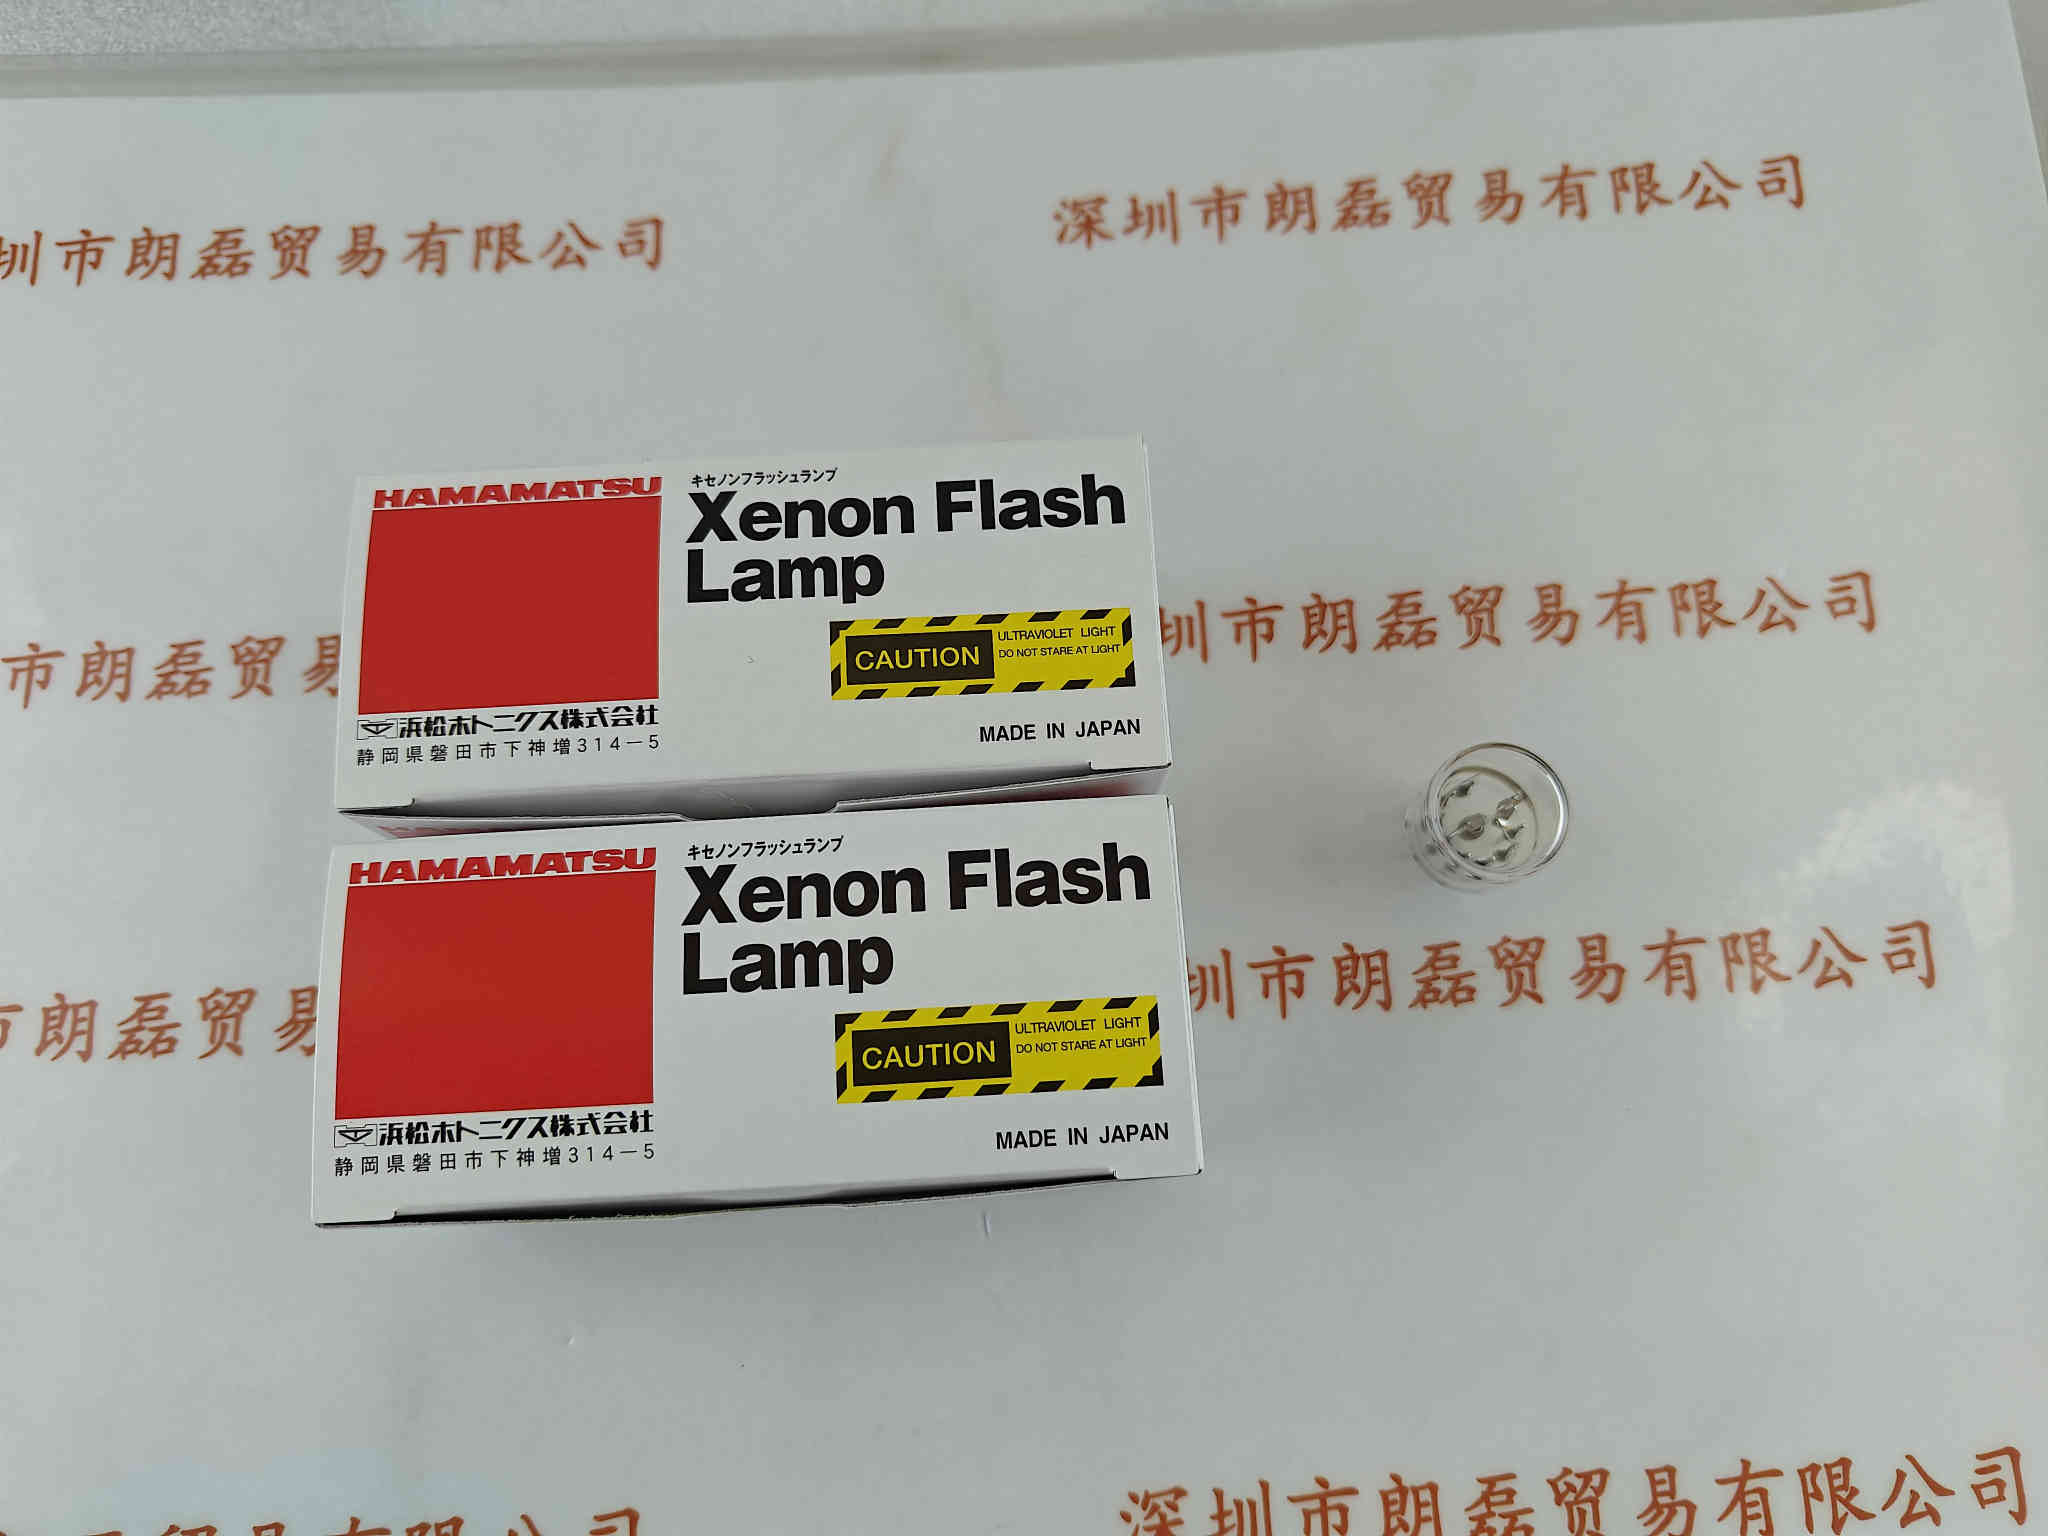 圳市朗磊贸易有限公司
深圳市朗磊贸易有限公司
HAMAMATSU
キセノンフラッシュランプ
Xenon Flash
Lamp
CAUTION
ULTRAVIOLET LIGHT
DO NOT STARE AT LIGHT
浜松ホトニクス株式会社
静岡県磐田市下神増314-5
MADE IN JAPAN
市朗磊贸易
圳市朗磊贸易有限公司
HAMAMATSU
キセノンフラッシュランプ
Xenon Flash
Lamp
CAUTION
ULTRAVIOLET LIGHT
DO NOT STARE AT LIGHT
浜松ホトニクス株式会社
静岡県磐田市下神増314-5
MADE IN JAPAN
市朗磊贸易
圳市朗磊贸易有限公司
深圳市朗磊贸易有限公司